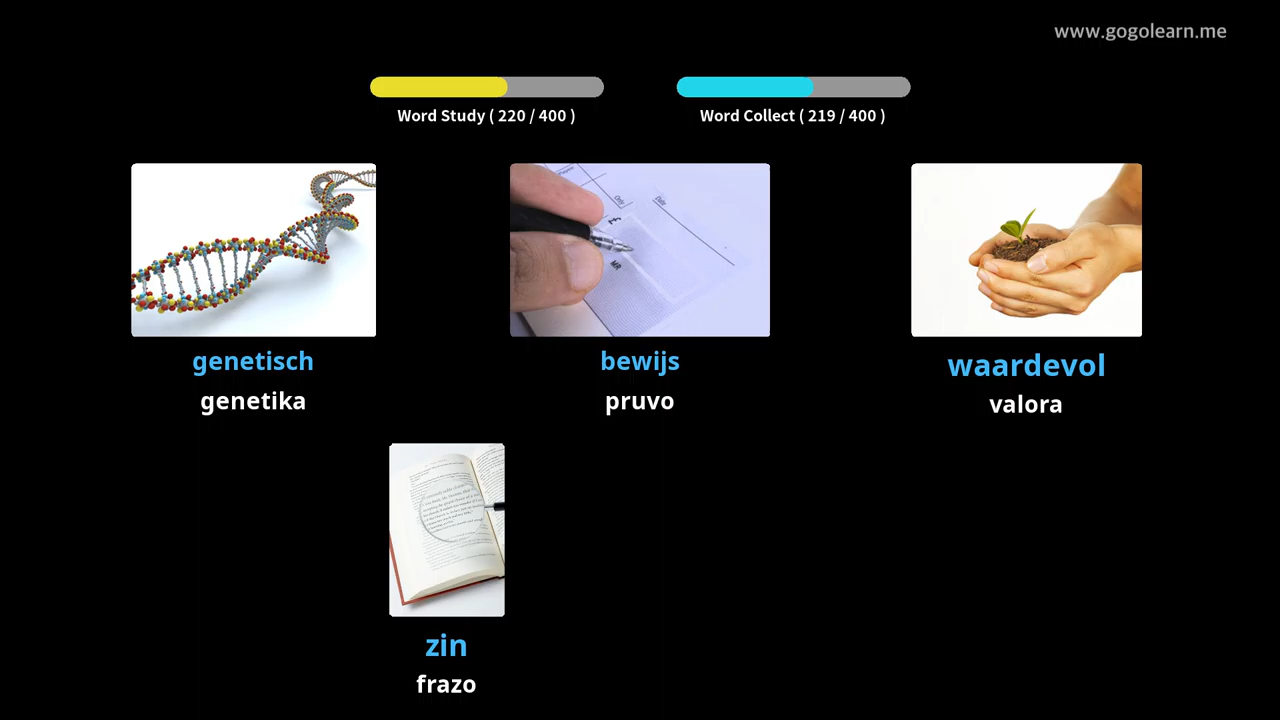 www.gogolearn.me
Word Study ( 220 / 400 )
Word Collect ( 219 / 400 )
genetisch
genetika
bewijs
pruvo
waardevol
valora
zin
frazo